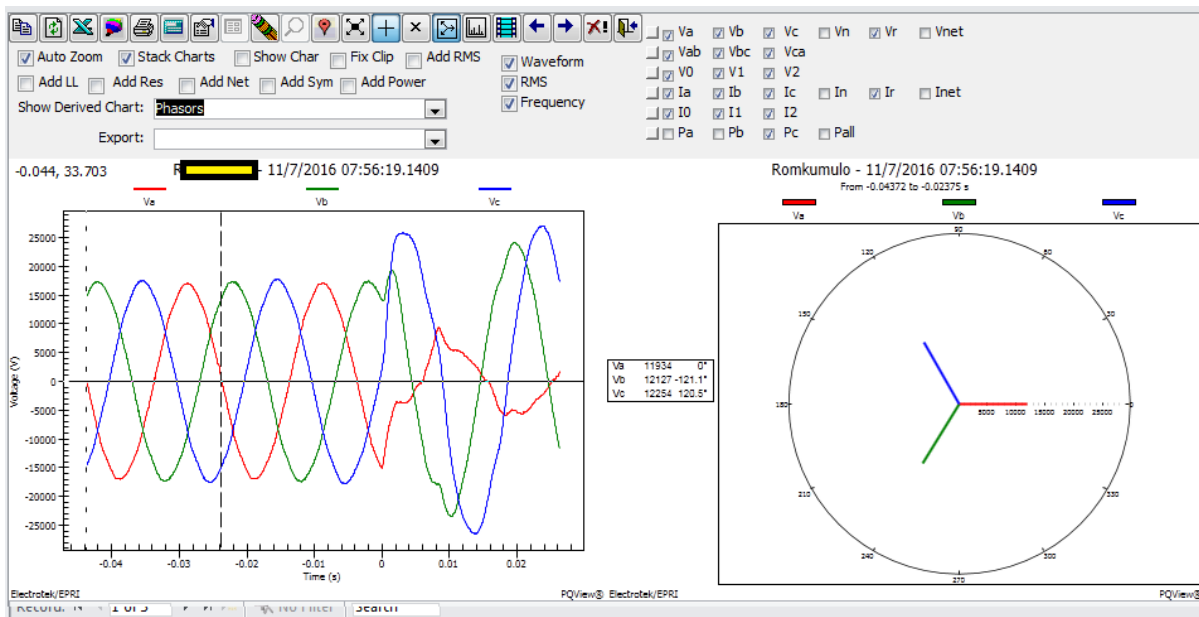 Va Vb Vc Vn Vr Vnet
Auto Zoom Stack Charts Show Char Fix Clip Add RMS
Waveform
Vab Vbc Vca
V0 V1 V2
Add LL Add Res Add Net Add Sym Add Power
RMS
Ia Ib Ic In Ir Inet
Show Derived Chart: Phasors
Frequency
I0 I1 I2
Export:
Pa Pb Pc Pall
-0.044, 33.703
R - 11/7/2016 07:56:19.1409
Va Vb Vc
25000
20000
15000
10000
5000
0
-5000
-10000
-15000
-20000
-25000
Voltage (V)
-0.04 -0.03 -0.02 -0.01 0 0.01 0.02
Time (s)
Electrotek/EPRI PQView®
Romkumulo - 11/7/2016 07:56:19.1409
From -0.04372 to -0.02375 s
Va Vb Vc
90
120 60
150 30
Va 11934 0°
Vb 12127 -121.1°
Vc 12254 120.5°
180 5000 10000 15000 20000 25000 0
210 330
240 300
270
Electrotek/EPRI PQView®
Record: 1 of 5 No Filter Search